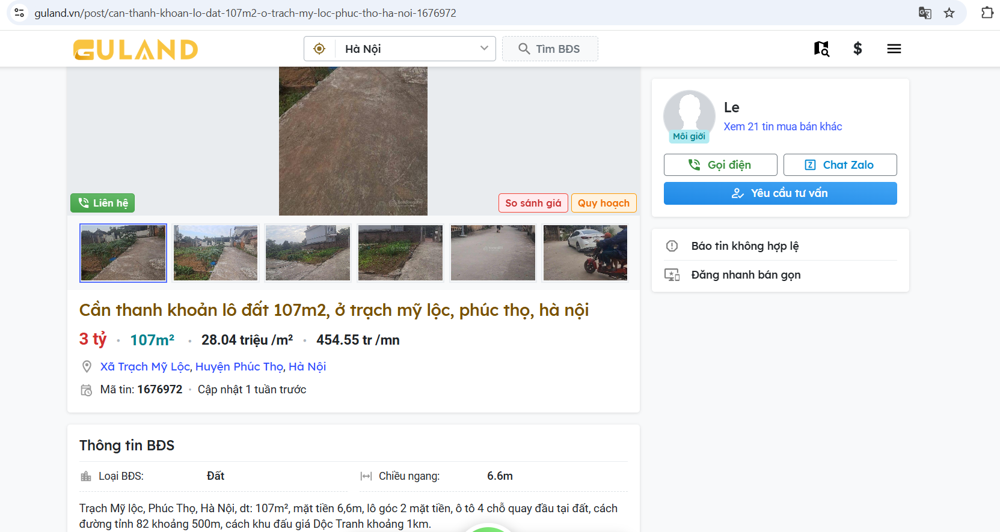 guland.vn/post/can-thanh-khoan-lo-dat-107m2-o-trach-my-loc-phuc-tho-ha-noi-1676972
GULAND
Hà Nội
Tìm BĐS
Liên hệ
So sánh giá
Quy hoạch
Cần thanh khoản lô đất 107m2, ở trạch mỹ lộc, phúc thọ, hà nội
3 tỷ · 107m² · 28.04 triệu /m² · 454.55 tr /mn
Xã Trạch Mỹ Lộc, Huyện Phúc Thọ, Hà Nội
Mã tin: 1676972 · Cập nhật 1 tuần trước
Thông tin BĐS
Loại BĐS: Đất
Chiều ngang: 6.6m
Trạch Mỹ lộc, Phúc Thọ, Hà Nội, dt: 107m², mặt tiền 6,6m, lô góc 2 mặt tiền, ô tô 4 chỗ quay đầu tại đất, cách
đường tỉnh 82 khoảng 500m, cách khu đấu giá Dộc Tranh khoảng 1km.
Le
Xem 21 tin mua bán khác
Môi giới
Gọi điện
Chat Zalo
Yêu cầu tư vấn
Báo tin không hợp lệ
Đăng nhanh bán gọn